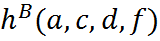 h^B(a, c, d, f)